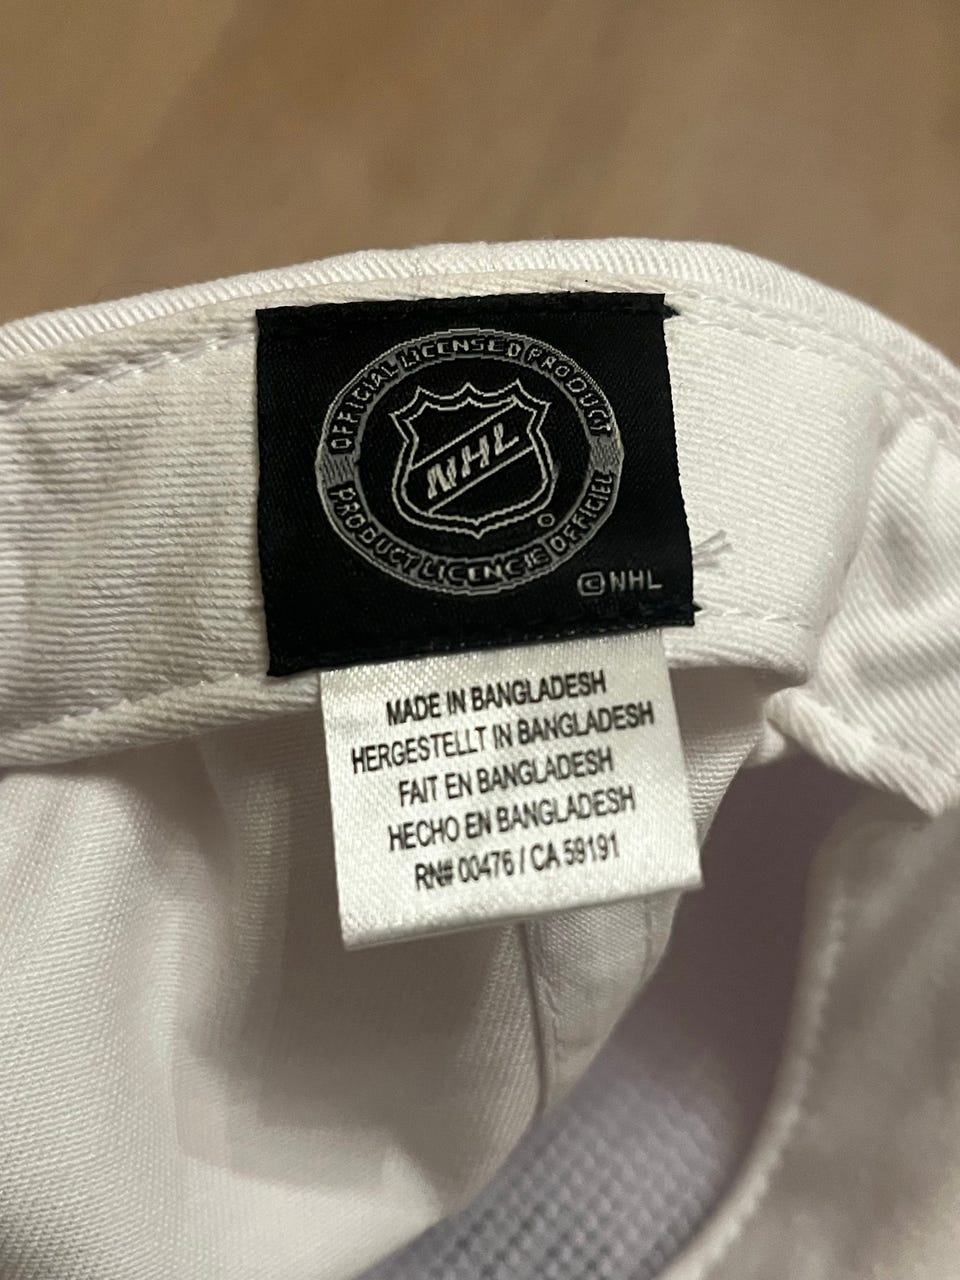 OFFICIAL LICENSED PRODUCT
NHL
®
PRODUCT LICENCIE OFFICIEL
©NHL
MADE IN BANGLADESH
HERGESTELLT IN BANGLADESH
FAIT EN BANGLADESH
HECHO EN BANGLADESH
RN# 00476 / CA 59191